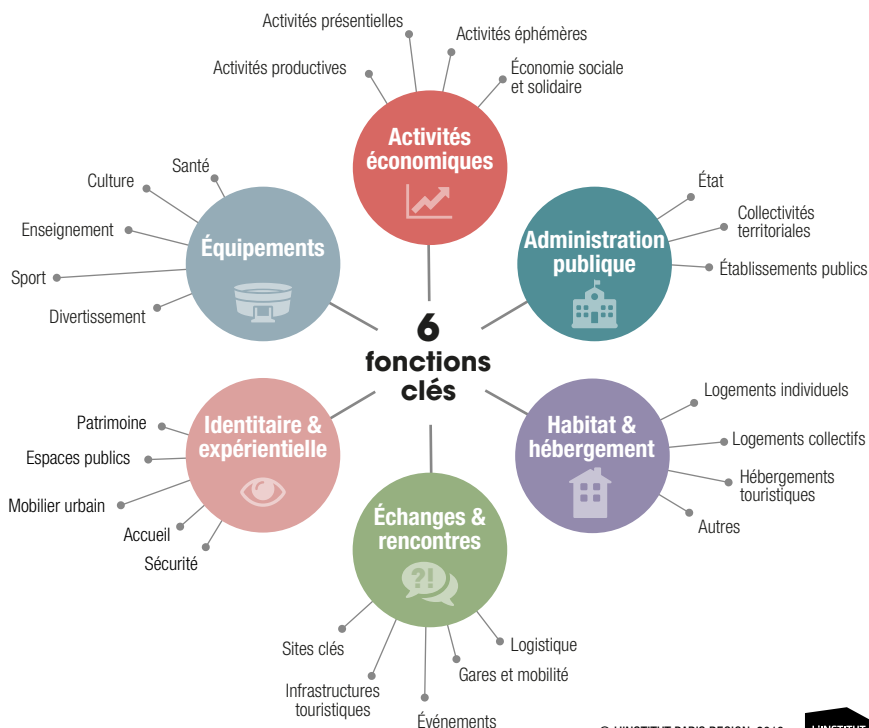 Activités présentielles
Activités éphémères
Activités productives
Économie sociale
et solidaire
Activités
économiques
Santé
Culture
Enseignement
Sport
Divertissement
Équipements
État
Collectivités
territoriales
Établissements publics
Administration
publique
6
fonctions
clés
Patrimoine
Espaces publics
Mobilier urbain
Accueil
Sécurité
Identitaire &
expérientielle
Logements individuels
Logements collectifs
Hébergements
touristiques
Autres
Habitat &
hébergement
Échanges &
rencontres
?!
Sites clés
Infrastructures
touristiques
Événements
Gares et mobilité
Logistique